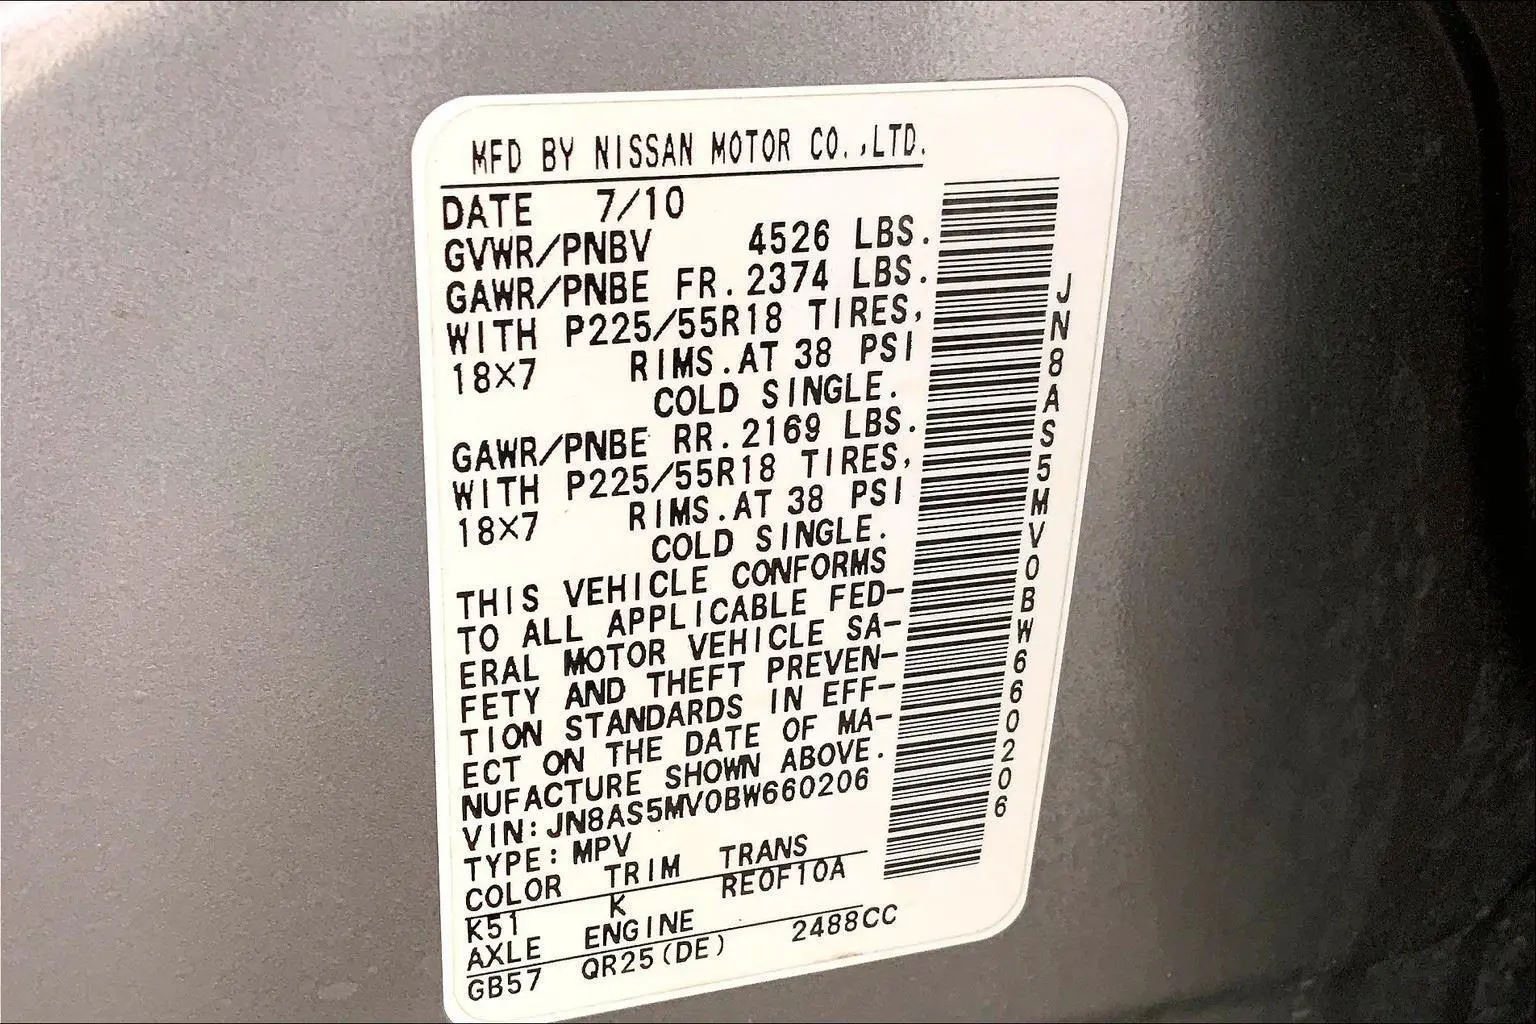 MFD BY NISSAN MOTOR CO.,LTD.
DATE 7/10
GVWR/PNBV 4526 LBS.
GAWR/PNBE FR.2374 LBS.
WITH P225/55R18 TIRES,
18×7 RIMS.AT 38 PSI
COLD SINGLE.
GAWR/PNBE RR.2169 LBS.
WITH P225/55R18 TIRES,
18×7 RIMS.AT 38 PSI
COLD SINGLE.
THIS VEHICLE CONFORMS
TO ALL APPLICABLE FED-
ERAL MOTOR VEHICLE SA-
FETY AND THEFT PREVEN-
TION STANDARDS IN EFF-
ECT ON THE DATE OF MA-
NUFACTURE SHOWN ABOVE.
VIN:JN8AS5MV0BW660206
TYPE:MPV
COLOR TRIM TRANS
K51 K RE0F10A
AXLE ENGINE
GB57 QR25(DE) 2488CC
JN8AS5MV0BW660206